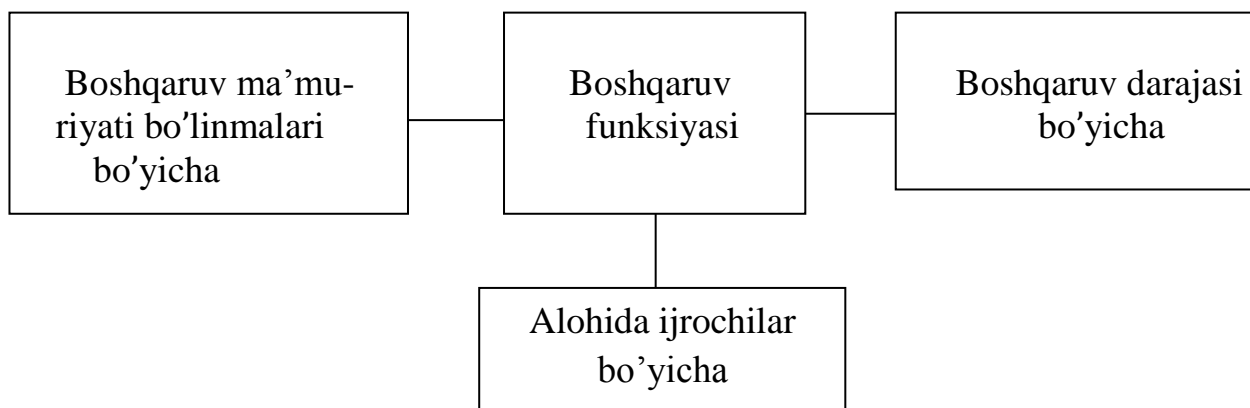 Boshqaruv ma’mu-
riyati bo’linmalari
bo’yicha
Boshqaruv
funksiyasi
Boshqaruv darajasi
bo’yicha
Alohida ijrochilar
bo’yicha